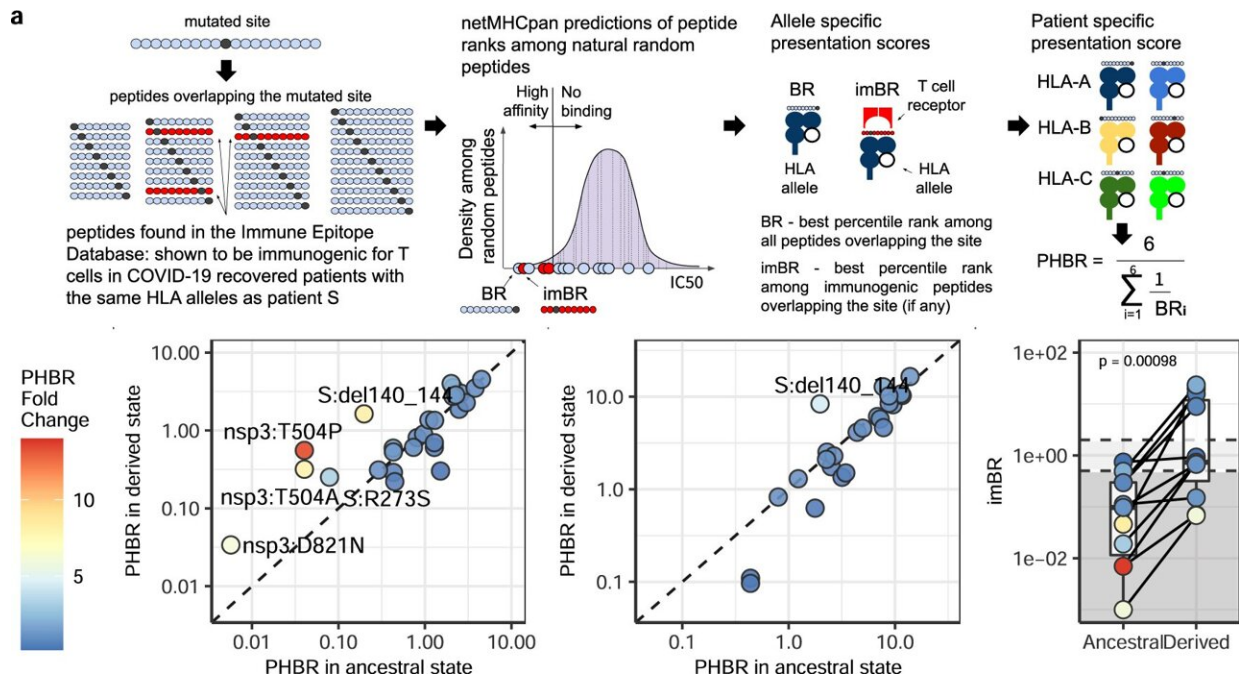 a
mutated site
peptides overlapping the mutated site
peptides found in the Immune Epitope
Database: shown to be immunogenic for T
cells in COVID-19 recovered patients with
the same HLA alleles as patient S
netMHCpan predictions of peptide
ranks among natural random
peptides
High
affinity
No
binding
Density among
random peptides
IC50
BR
imBR
Allele specific
presentation scores
BR
imBR
T cell
receptor
HLA
allele
HLA
allele
BR - best percentile rank among
all peptides overlapping the site
imBR - best percentile rank
among immunogenic peptides
overlapping the site (if any)
Patient specific
presentation score
HLA-A
HLA-B
HLA-C
PHBR = 6
6
∑ 1
i=1 BRi
PHBR
Fold
Change
10
5
PHBR in derived state
10.00
1.00
0.10
0.01
S:del140_144
nsp3:T504P
nsp3:T504A
S:R273S
nsp3:D821N
0.01 0.10 1.00 10.00
PHBR in ancestral state
PHBR in derived state
10.0
1.0
0.1
S:del140_144
0.1 1.0 10.0
PHBR in ancestral state
imBR
1e+02
1e+00
1e-02
p = 0.00098
Ancestral Derived